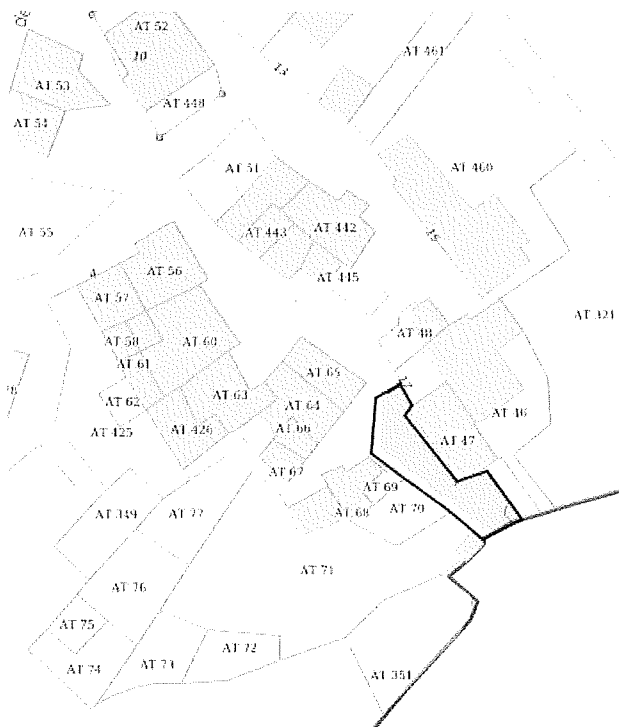 AT 52
10
AT 461
13
AT 53
AT 448
AT 54
AT 51
AT 460
AT 442
AT 443
19
AT 55
AT 445
AT 56
4
AT 57
AT 321
AT 48
AT 58
AT 60
AT 61
AT 65
AT 62
AT 63
AT 64
AT 46
AT 425
AT 426
AT 66
AT 47
AT 67
AT 69
AT 349
AT 77
AT 68
AT 70
AT 71
AT 76
AT 75
AT 72
AT 74
AT 73
AT 351